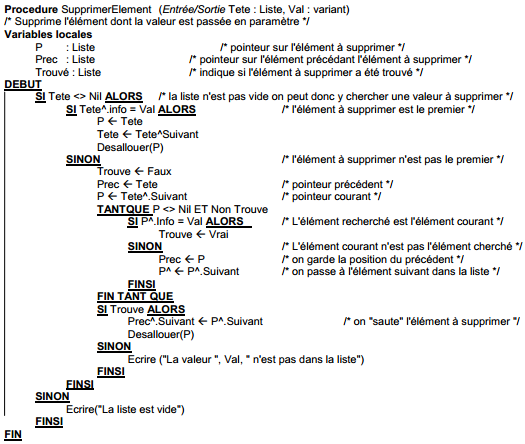 Procedure SupprimerElement (Entrée/Sortie Tete : Liste, Val : variant)
/* Supprime l'élément dont la valeur est passée en paramètre */
Variables locales
P : Liste /* pointeur sur l'élément à supprimer */
Prec : Liste /* pointeur sur l'élément précédant l'élément à supprimer */
Trouvé : Liste /* indique si l'élément à supprimer a été trouvé */
DEBUT
SI Tete <> Nil ALORS /* la liste n'est pas vide on peut donc y chercher une valeur à supprimer */
SI Tete^.info = Val ALORS /* l'élément à supprimer est le premier */
P ← Tete
Tete ← Tete^Suivant
Desallouer(P)
SINON /* l'élément à supprimer n'est pas le premier */
Trouve ← Faux
Prec ← Tete /* pointeur précédent */
P ← Tete^.Suivant /* pointeur courant */
TANTQUE P <> Nil ET Non Trouve
SI P^.Info = Val ALORS /* L'élément recherché est l'élément courant */
Trouve ← Vrai
SINON /* L'élément courant n'est pas l'élément cherché */
Prec ← P /* on garde la position du précédent */
P^ ← P^.Suivant /* on passe à l'élément suivant dans la liste */
FINSI
FIN TANT QUE
SI Trouve ALORS
Prec^.Suivant ← P^.Suivant /* on "saute" l'élément à supprimer "/
Desallouer(P)
SINON
Ecrire ("La valeur ", Val, " n'est pas dans la liste")
FINSI
FINSI
SINON
Ecrire("La liste est vide")
FINSI
FIN